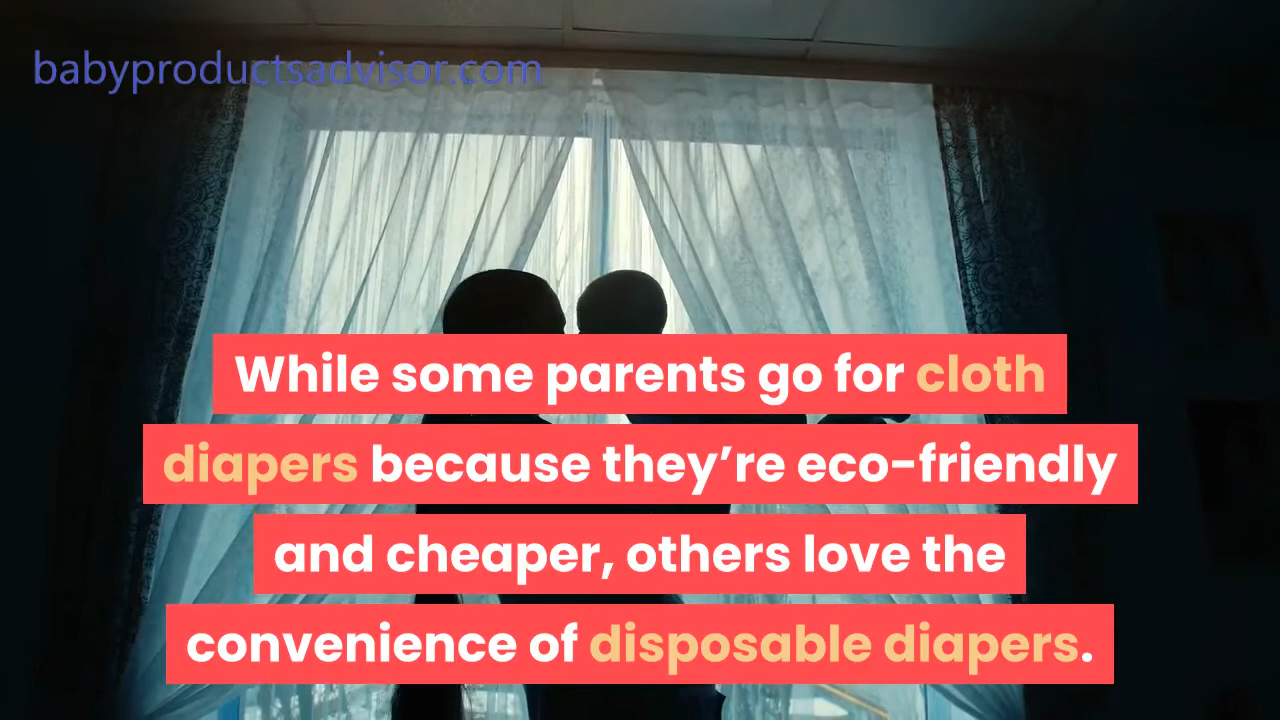 babyproductsadvisor.com
While some parents go for cloth
diapers because they’re eco-friendly
and cheaper, others love the
convenience of disposable diapers.